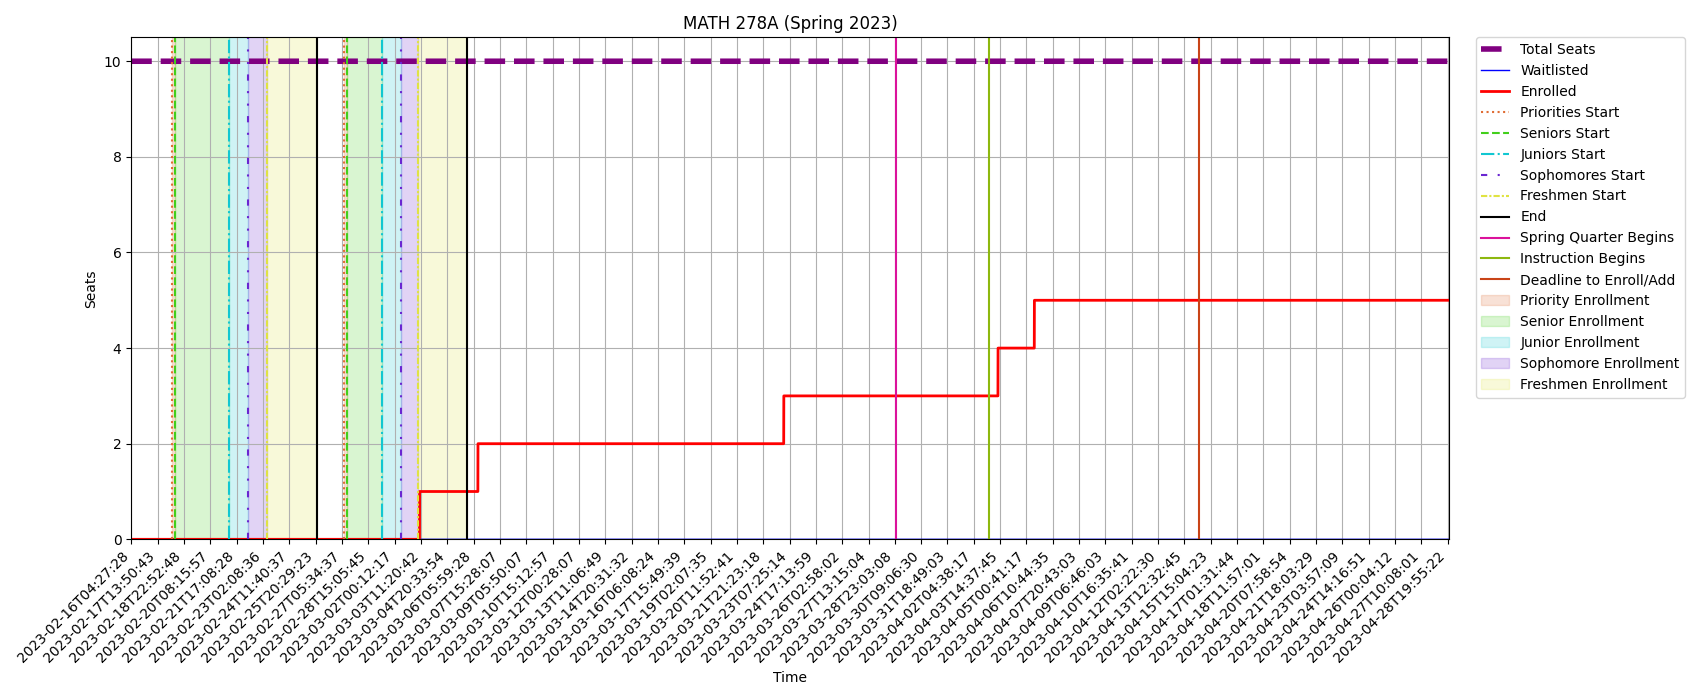 MATH 278A (Spring 2023)
10
8
6
4
2
0
Seats
2023-02-16T04:27:28
2023-02-17T13:50:43
2023-02-18T22:52:48
2023-02-20T08:15:57
2023-02-21T17:08:28
2023-02-23T02:08:36
2023-02-24T11:40:37
2023-02-25T20:29:23
2023-02-27T05:34:37
2023-02-28T15:05:45
2023-03-02T00:12:17
2023-03-03T11:20:42
2023-03-04T20:33:54
2023-03-06T05:59:28
2023-03-07T15:28:07
2023-03-09T05:50:07
2023-03-10T15:12:57
2023-03-12T00:28:07
2023-03-13T11:06:49
2023-03-14T20:31:32
2023-03-16T06:08:24
2023-03-17T15:49:39
2023-03-19T02:07:35
2023-03-20T11:52:41
2023-03-21T21:23:18
2023-03-23T07:25:14
2023-03-24T17:13:59
2023-03-26T02:58:02
2023-03-27T13:15:04
2023-03-28T23:03:08
2023-03-30T09:06:30
2023-03-31T18:49:03
2023-04-02T04:38:17
2023-04-03T14:37:45
2023-04-05T00:41:17
2023-04-06T10:44:35
2023-04-07T20:43:03
2023-04-09T06:46:03
2023-04-10T16:35:41
2023-04-12T02:22:30
2023-04-13T12:32:45
2023-04-15T15:04:23
2023-04-17T01:31:44
2023-04-18T11:57:01
2023-04-20T07:58:54
2023-04-21T18:03:29
2023-04-23T03:57:09
2023-04-24T14:16:51
2023-04-26T00:04:12
2023-04-27T10:08:01
2023-04-28T19:55:22
Time
Total Seats
Waitlisted
Enrolled
Priorities Start
Seniors Start
Juniors Start
Sophomores Start
Freshmen Start
End
Spring Quarter Begins
Instruction Begins
Deadline to Enroll/Add
Priority Enrollment
Senior Enrollment
Junior Enrollment
Sophomore Enrollment
Freshmen Enrollment